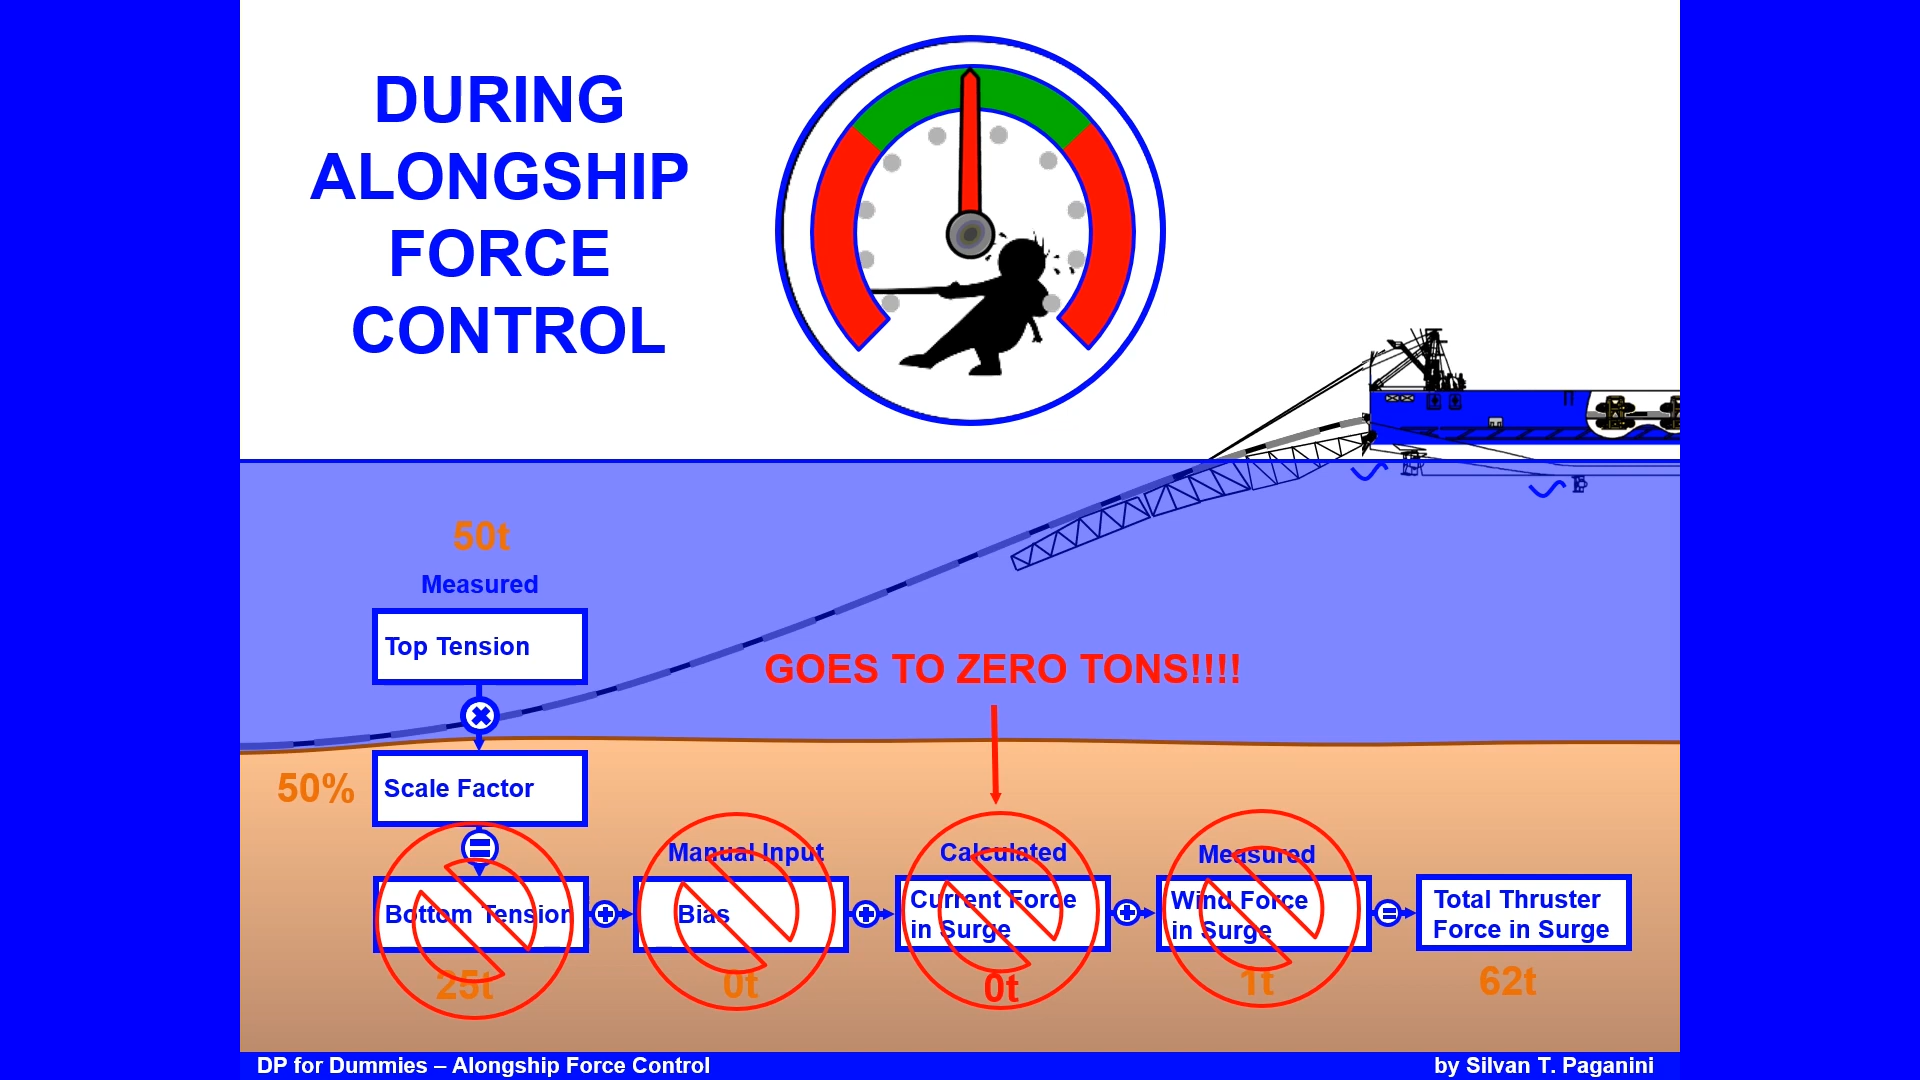 DURING
ALONGSHIP
FORCE
CONTROL
50t
Measured
Top Tension
GOES TO ZERO TONS!!!!
50%
Scale Factor
Manual Input
Calculated
Measured
Bottom Tension
Bias
Current Force
in Surge
Wind Force
in Surge
Total Thruster
Force in Surge
25t
0t
0t
1t
62t
DP for Dummies – Alongship Force Control
by Silvan T. Paganini